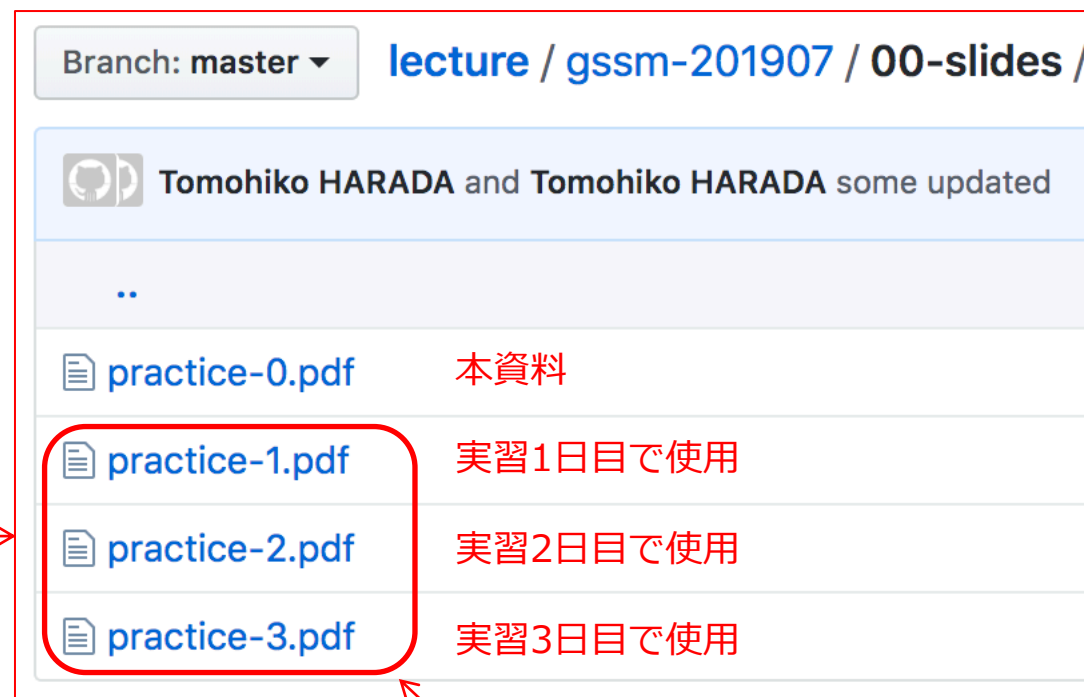 Branch: master lecture / gssm-201907 / 00-slides /
Tomohiko HARADA and Tomohiko HARADA some updated
..
practice-0.pdf 本資料
practice-1.pdf 実習1日目で使用
practice-2.pdf 実習2日目で使用
practice-3.pdf 実習3日目で使用